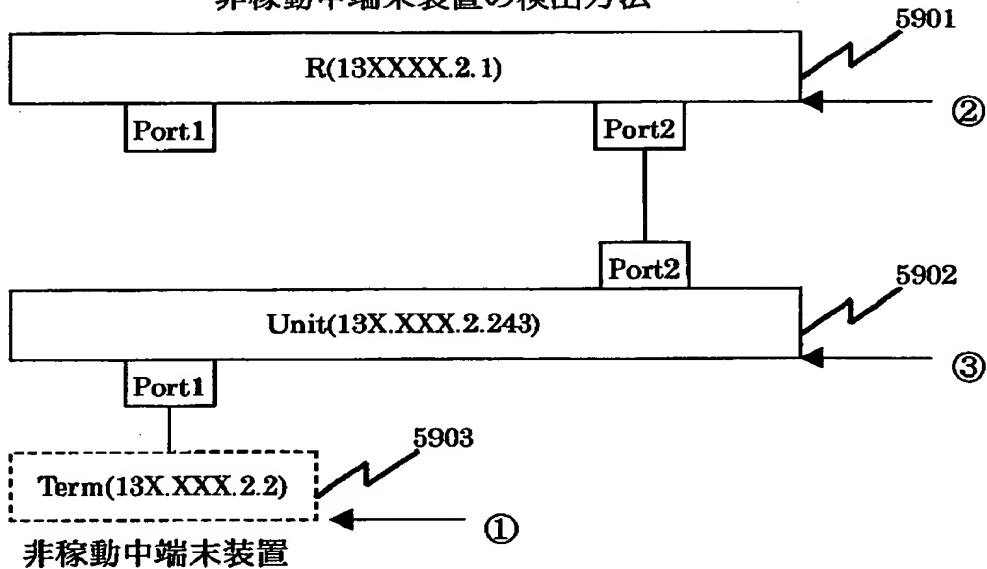 非稼動中端末装置の検出方法
5901
R(13XXXX.2.1)
②
Port1
Port2
Port2
5902
Unit(13X.XXX.2.243)
③
Port1
5903
Term(13X.XXX.2.2)
①
非稼動中端末装置